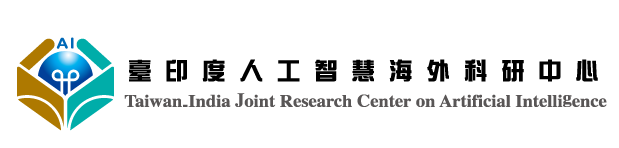 AI
臺印度人工智慧海外科研中心
Taiwan-India Joint Research Center on Artificial Intelligence